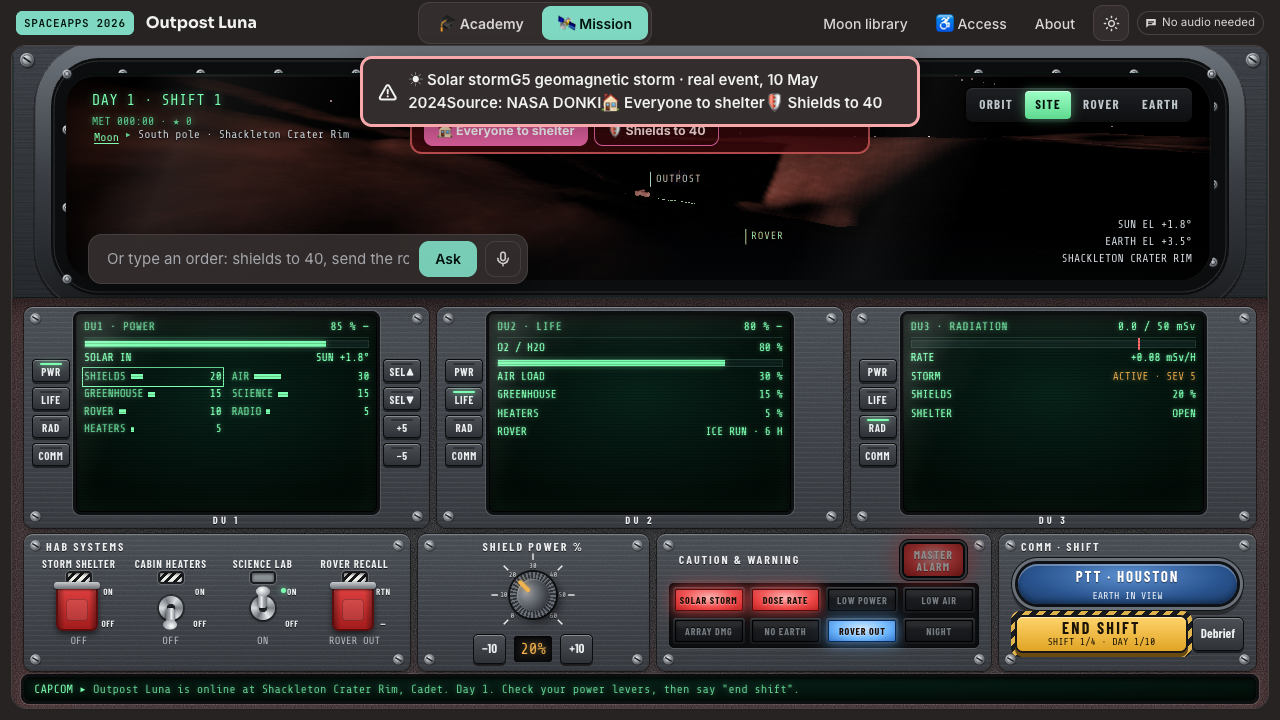 SPACEAPPS 2026
Outpost Luna
🎓 Academy
🛰️ Mission
Moon library
♿ Access
About
No audio needed
☀ Solar stormG5 geomagnetic storm · real event, 10 May
2024Source: NASA DONKI🏠 Everyone to shelter🛡 Shields to 40
🏠 Everyone to shelter
🛡 Shields to 40
DAY 1 · SHIFT 1
MET 000:00 · ★ 0
Moon ▸ South pole · Shackleton Crater Rim
ORBIT
SITE
ROVER
EARTH
OUTPOST
ROVER
SUN EL +1.8°
EARTH EL +3.5°
SHACKLETON CRATER RIM
Or type an order: shields to 40, send the ro
Ask
DU1 · POWER 85 % —
SOLAR IN SUN +1.8°
SHIELDS 20 AIR 30
GREENHOUSE 15 SCIENCE 15
ROVER 10 RADIO 5
HEATERS 5
PWR
LIFE
RAD
COMM
SEL▲
SEL▼
+5
−5
DU 1
DU2 · LIFE 80 % —
O2 / H2O 80 %
AIR LOAD 30 %
GREENHOUSE 15 %
HEATERS 5 %
ROVER ICE RUN · 6 H
PWR
LIFE
RAD
COMM
DU 2
DU3 · RADIATION 0.0 / 50 mSv
RATE +0.08 mSv/H
STORM ACTIVE · SEV 5
SHIELDS 20 %
SHELTER OPEN
PWR
LIFE
RAD
COMM
DU 3
HAB SYSTEMS
STORM SHELTER
ON
OFF
OFF
CABIN HEATERS
ON
OFF
OFF
SCIENCE LAB
ON
OFF
ON
ROVER RECALL
RTN
—
ROVER OUT
SHIELD POWER %
0 10 20 30 40 50 60
−10
20%
+10
CAUTION & WARNING
MASTER
ALARM
SOLAR STORM
DOSE RATE
LOW POWER
LOW AIR
ARRAY DMG
NO EARTH
ROVER OUT
NIGHT
COMM · SHIFT
PTT · HOUSTON
EARTH IN VIEW
END SHIFT
SHIFT 1/4 · DAY 1/10
Debrief
CAPCOM ▸ Outpost Luna is online at Shackleton Crater Rim, Cadet. Day 1. Check your power levers, then say "end shift".